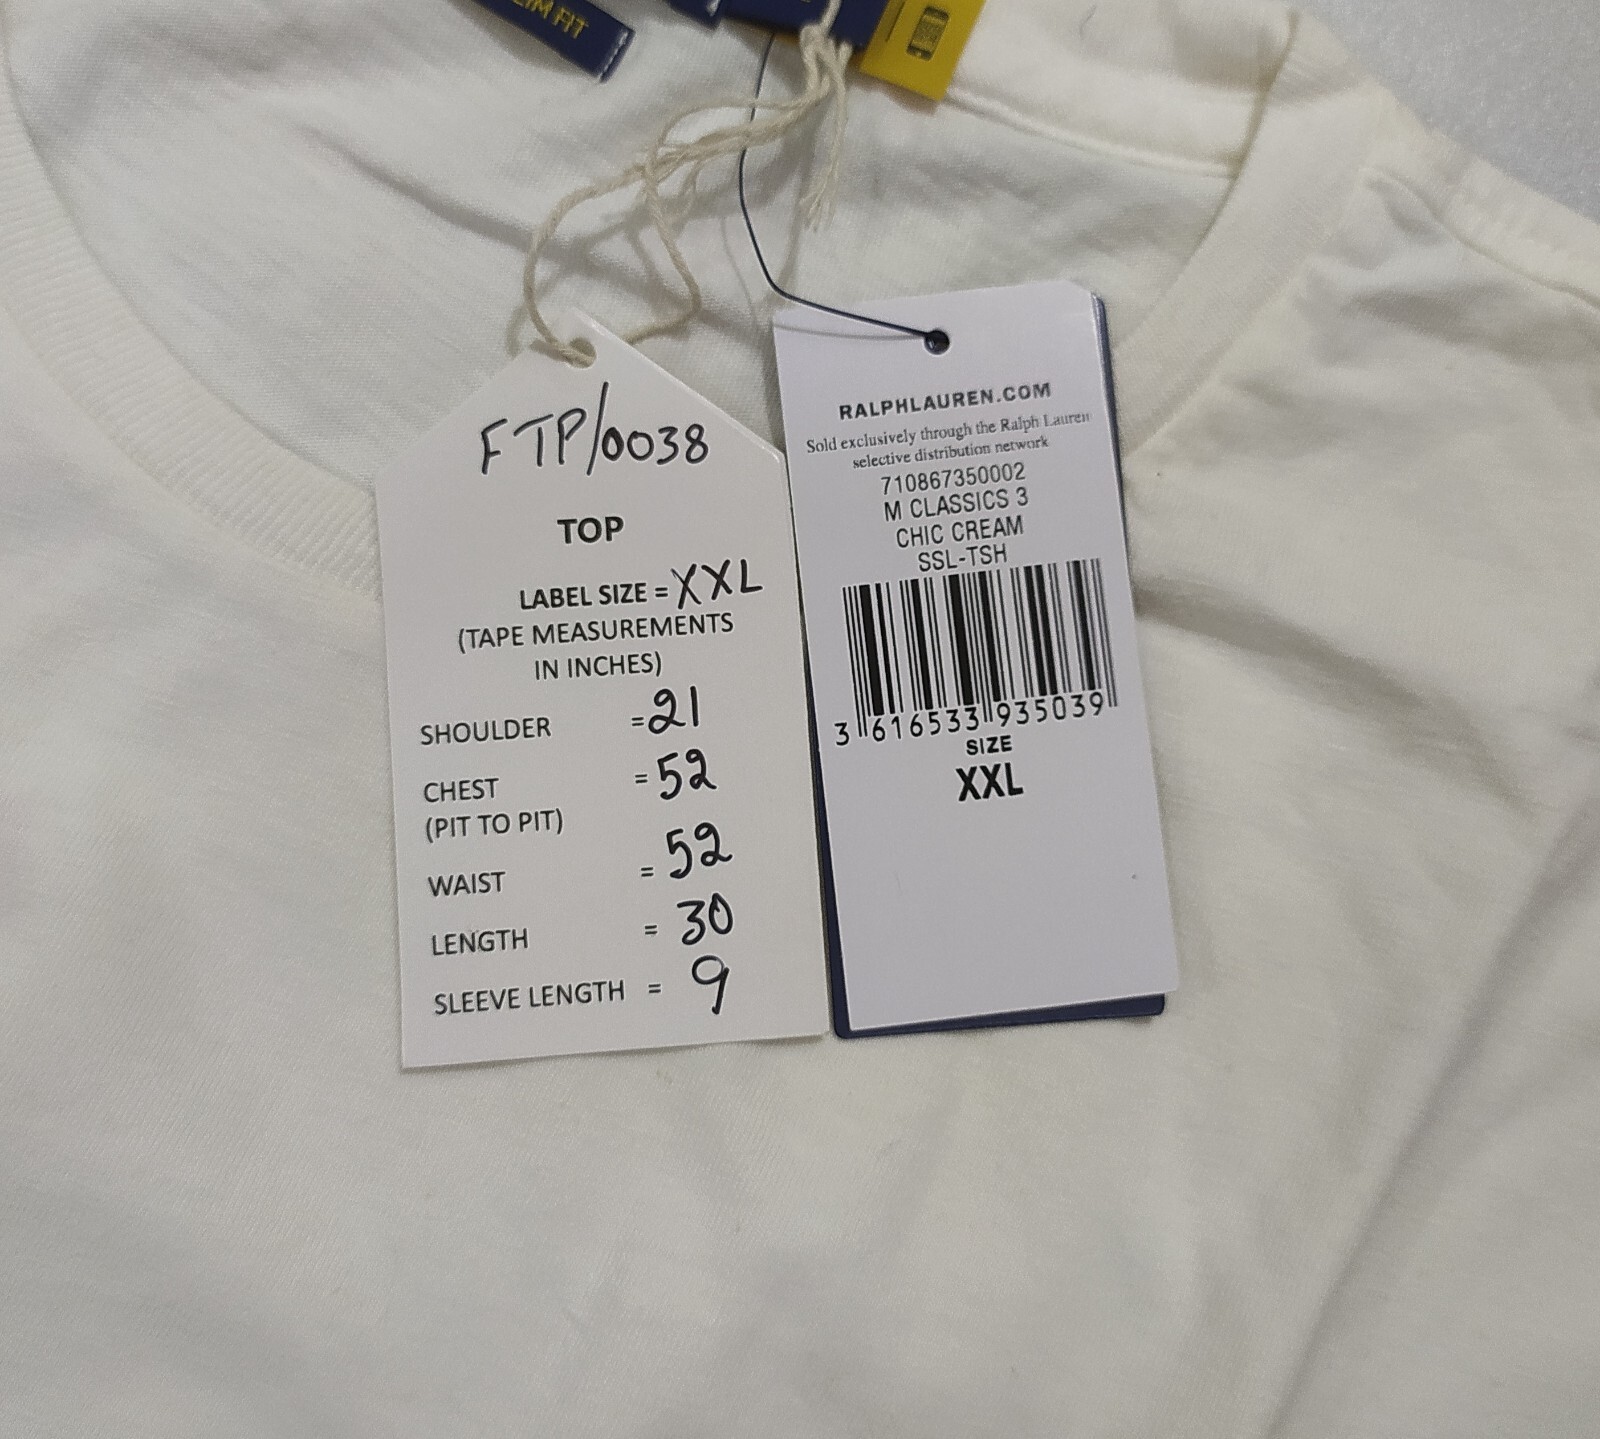 FIT
FTP/0038
TOP
LABEL SIZE = XXL
(TAPE MEASUREMENTS
IN INCHES)
SHOULDER = 21
CHEST = 52
(PIT TO PIT)
WAIST = 52
LENGTH = 30
SLEEVE LENGTH = 9
RALPHLAUREN.COM
Sold exclusively through the Ralph Lauren
selective distribution network
710867350002
M CLASSICS 3
CHIC CREAM
SSL-TSH
3 616533 935039
SIZE
XXL